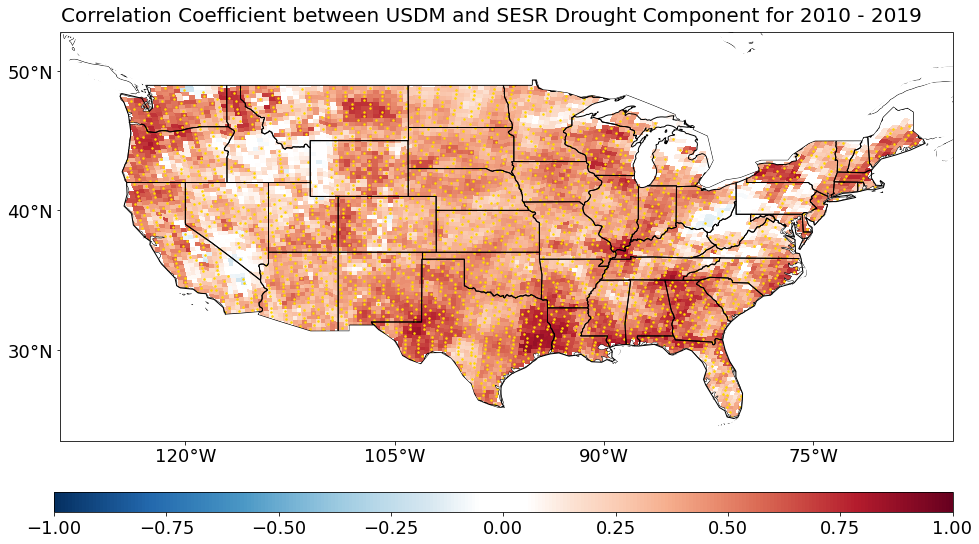 Correlation Coefficient between USDM and SESR Drought Component for 2010 - 2019
50°N
40°N
30°N
120°W 105°W 90°W 75°W
−1.00 −0.75 −0.50 −0.25 0.00 0.25 0.50 0.75 1.00